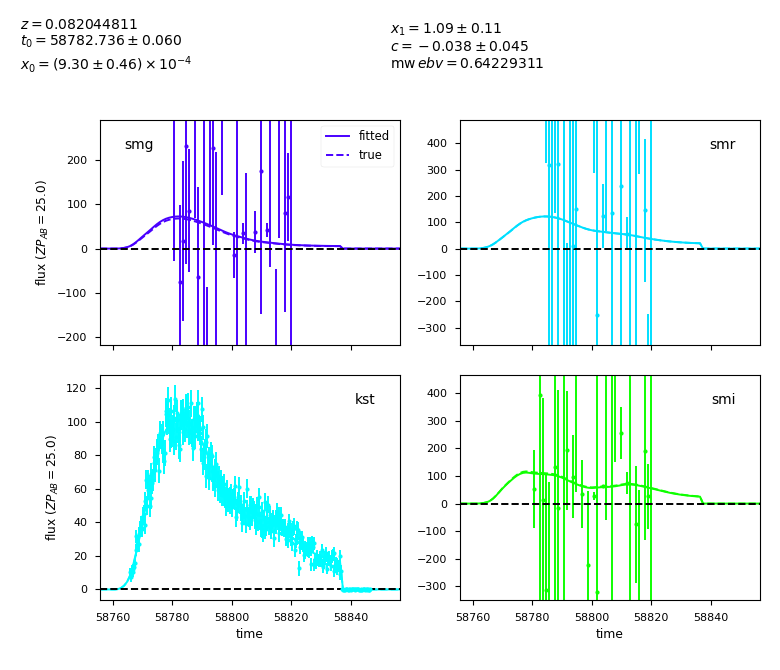 z = 0.082044811
t₀ = 58782.736 ± 0.060
x₀ = (9.30 ± 0.46) × 10⁻⁴
x₁ = 1.09 ± 0.11
c = −0.038 ± 0.045
mw ebv = 0.64229311
smg
fitted
true
200
100
0
−100
−200
flux (ZP_AB = 25.0)
smr
400
300
200
100
0
−100
−200
−300
kst
120
100
80
60
40
20
0
flux (ZP_AB = 25.0)
58760 58780 58800 58820 58840
time
smi
400
300
200
100
0
−100
−200
−300
58760 58780 58800 58820 58840
time